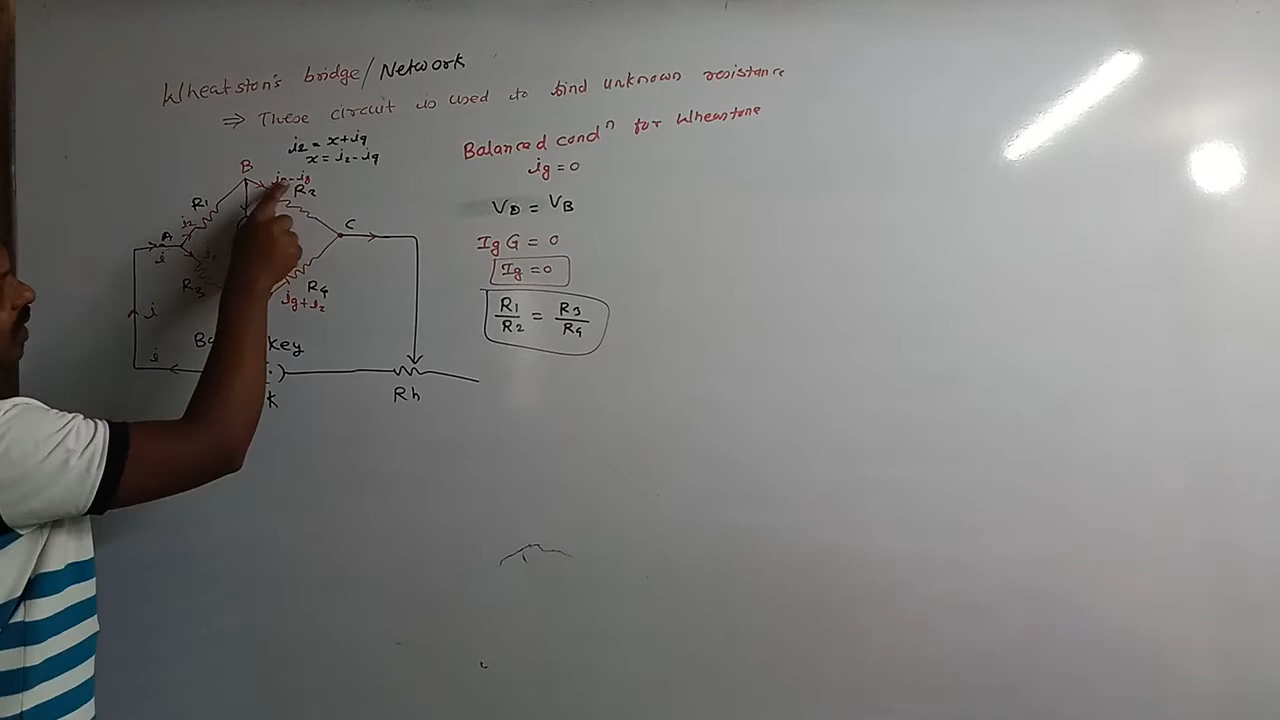 Wheatston's bridge/Network
⇒ These circuit is used to find unknown resistance
i2 = x+ig
x = i2-ig
Balanced condⁿ for Wheatstone
ig = 0
VD = VB
IgG = 0
Ig = 0
R1/R2 = R3/R4
B
R2
R1
i2
A
C
i
R3
R4
ig+i2
i
key
i
k
Rh